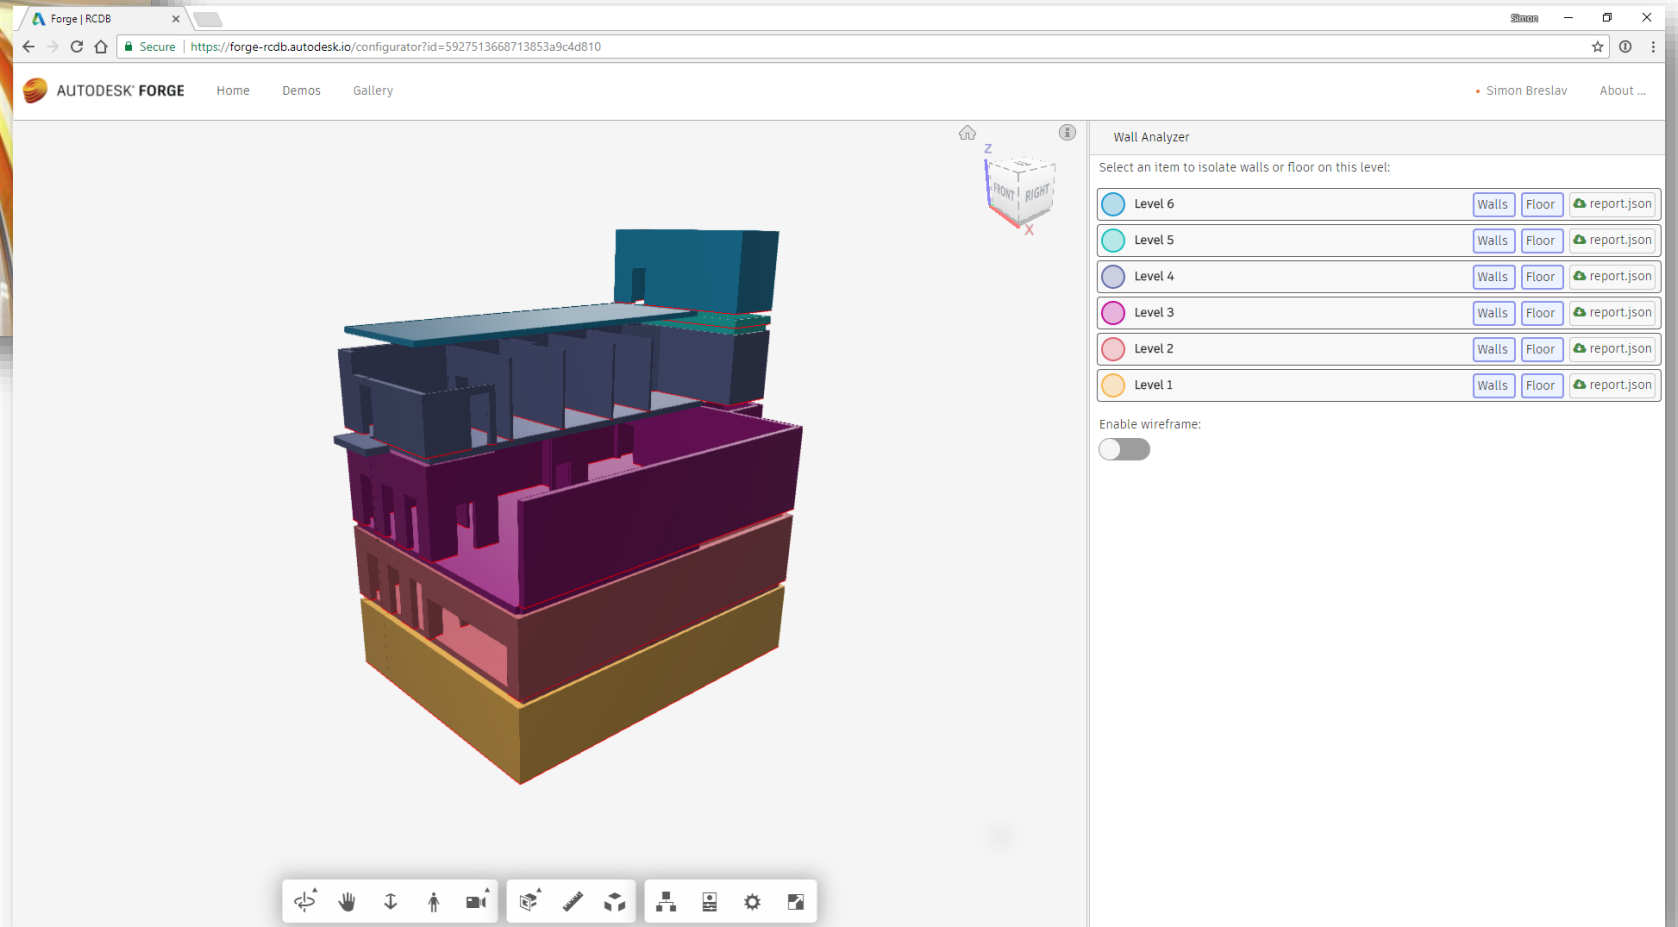 Forge | RCDB
Simon
Secure https://forge-rcdb.autodesk.io/configurator?id=5927513668713853a9c4d810
AUTODESK® FORGE Home Demos Gallery Simon Breslav About ...
Z
FRONT RIGHT
X
Wall Analyzer
Select an item to isolate walls or floor on this level:
Level 6 Walls Floor report.json
Level 5 Walls Floor report.json
Level 4 Walls Floor report.json
Level 3 Walls Floor report.json
Level 2 Walls Floor report.json
Level 1 Walls Floor report.json
Enable wireframe: